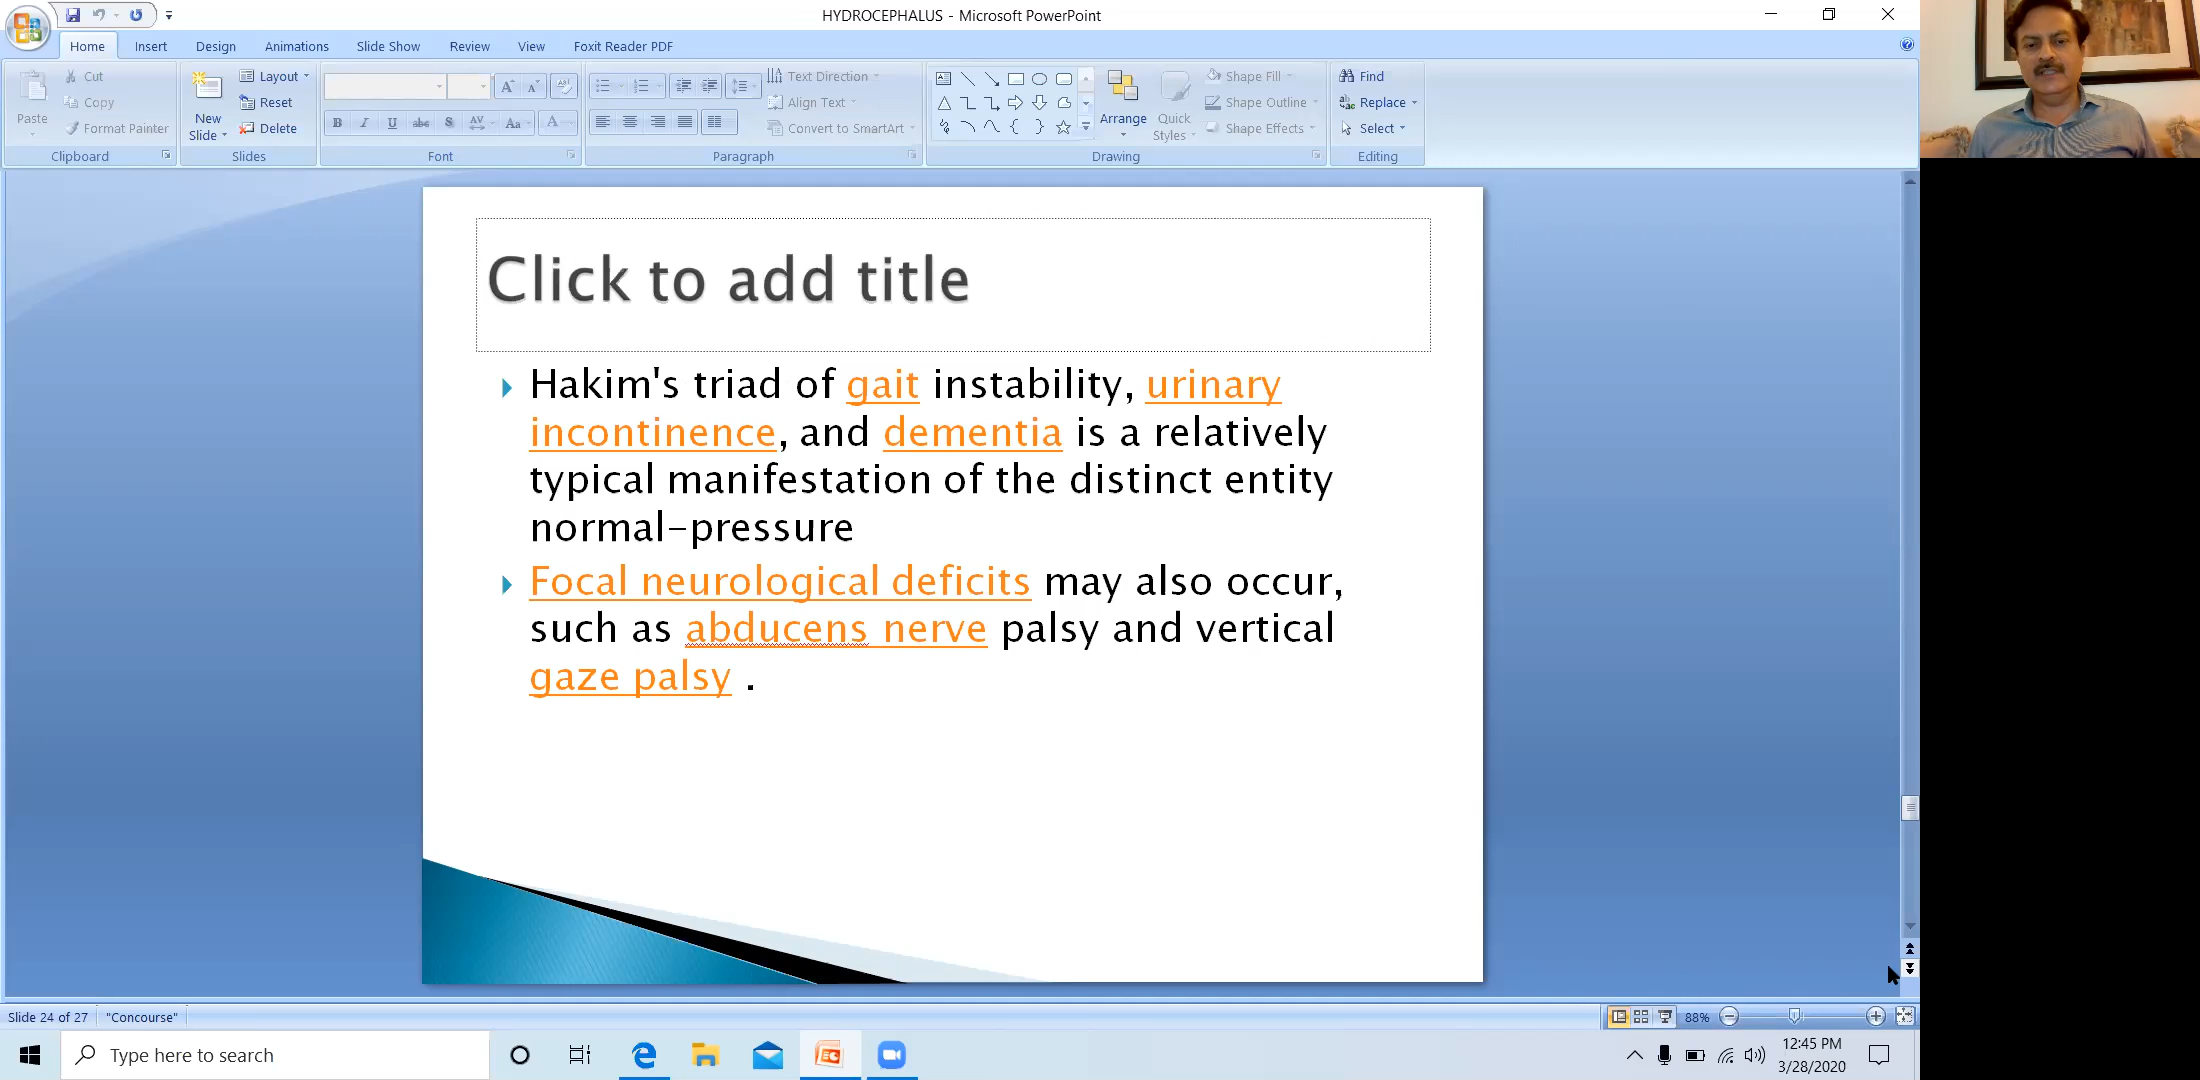 HYDROCEPHALUS - Microsoft PowerPoint
Home Insert Design Animations Slide Show Review View Foxit Reader PDF
Paste
Cut
Copy
Format Painter
Clipboard
New
Slide
Layout
Reset
Delete
Slides
Font
Text Direction
Align Text
Convert to SmartArt
Paragraph
Arrange
Quick
Styles
Shape Fill
Shape Outline
Shape Effects
Drawing
Find
Replace
Select
Editing
Click to add title
Hakim's triad of gait instability, urinary
incontinence, and dementia is a relatively
typical manifestation of the distinct entity
normal-pressure
Focal neurological deficits may also occur,
such as abducens nerve palsy and vertical
gaze palsy .
Slide 24 of 27 "Concourse" 88%
Type here to search
12:45 PM
3/28/2020